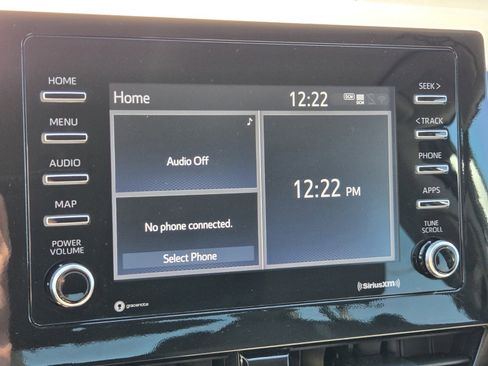 HOME
MENU
AUDIO
MAP
POWER
VOLUME
Home
12:22
DCM
Audio Off
12:22 PM
No phone connected.
Select Phone
gracenote
SiriusXM
SEEK >
< TRACK
PHONE
APPS
TUNE
SCROLL